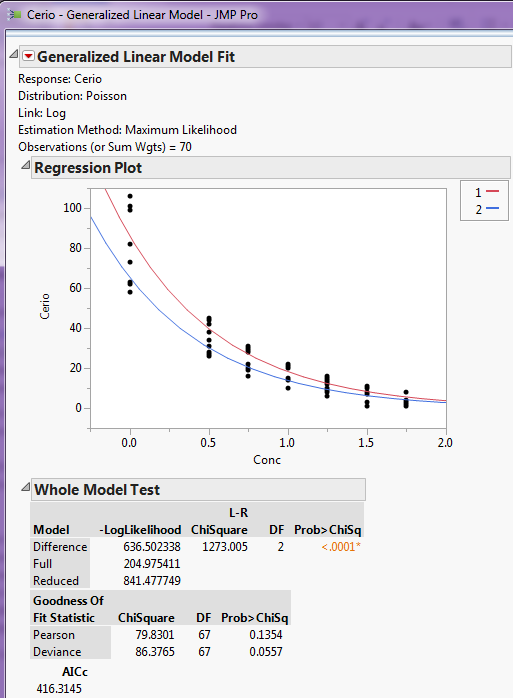 Cerio - Generalized Linear Model - JMP Pro
Generalized Linear Model Fit
Response: Cerio
Distribution: Poisson
Link: Log
Estimation Method: Maximum Likelihood
Observations (or Sum Wgts) = 70
Regression Plot
1
2
100
80
60
40
20
0
Cerio
0.0 0.5 1.0 1.5 2.0
Conc
Whole Model Test
L-R
Model -LogLikelihood ChiSquare DF Prob>ChiSq
Difference 636.502338 1273.005 2 <.0001*
Full 204.975411
Reduced 841.477749
Goodness Of
Fit Statistic ChiSquare DF Prob>ChiSq
Pearson 79.8301 67 0.1354
Deviance 86.3765 67 0.0557
AICc
416.3145